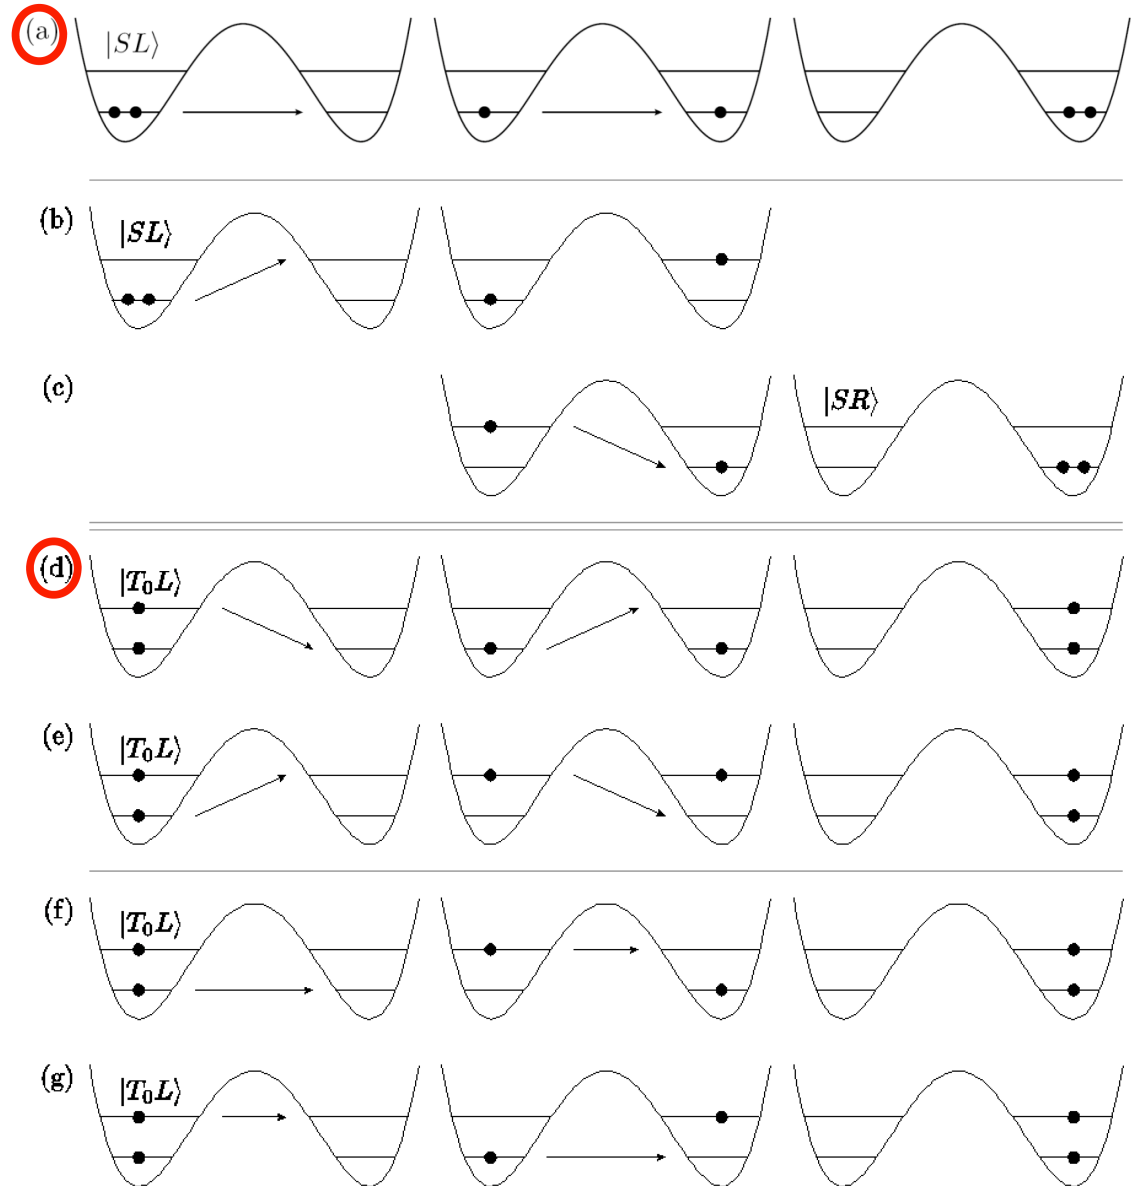 (a) |SL⟩
(b) |SL⟩
(c) |SR⟩
(d) |T₀L⟩
(e) |T₀L⟩
(f) |T₀L⟩
(g) |T₀L⟩